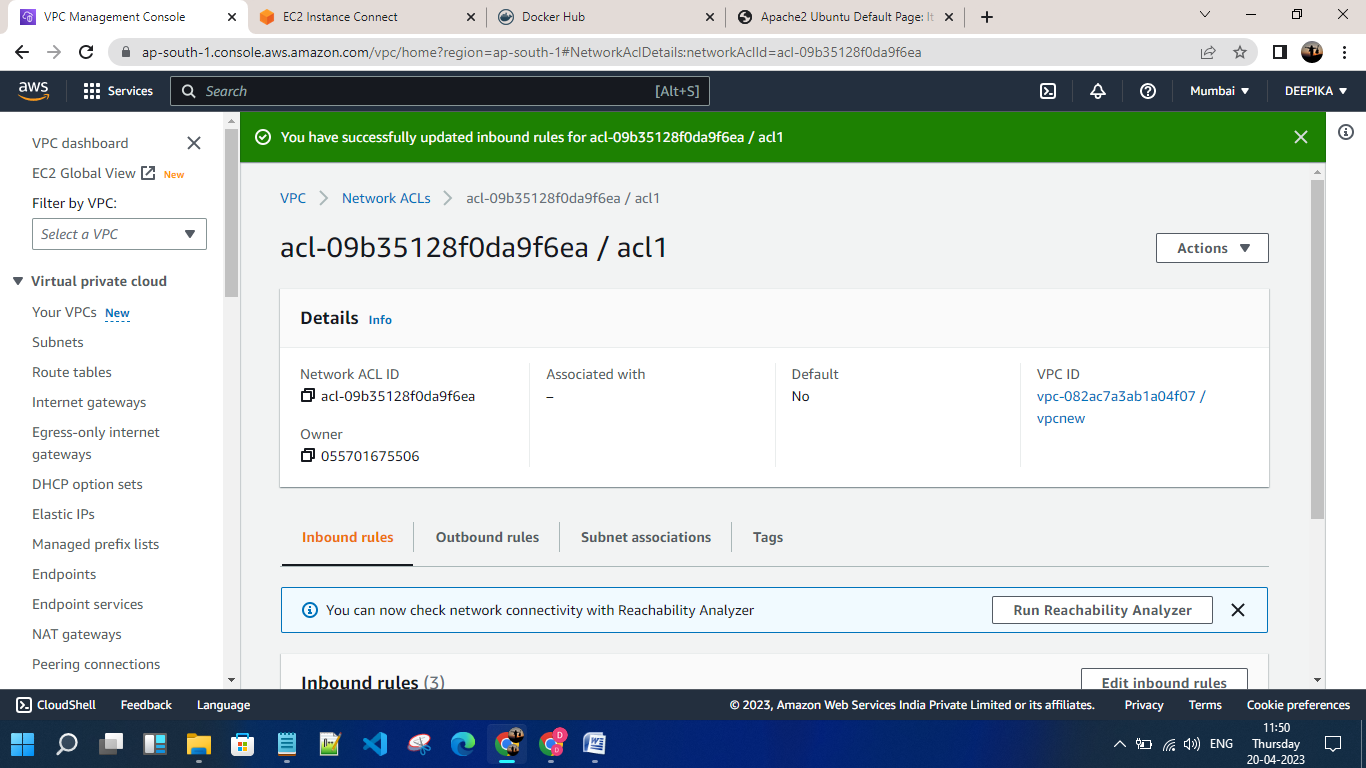 VPC Management Console
EC2 Instance Connect
Docker Hub
Apache2 Ubuntu Default Page: It
ap-south-1.console.aws.amazon.com/vpc/home?region=ap-south-1#NetworkAclDetails:networkAclId=acl-09b35128f0da9f6ea
aws
Services
Search
[Alt+S]
Mumbai
DEEPIKA
VPC dashboard
EC2 Global View New
Filter by VPC:
Select a VPC
Virtual private cloud
Your VPCs New
Subnets
Route tables
Internet gateways
Egress-only internet
gateways
DHCP option sets
Elastic IPs
Managed prefix lists
Endpoints
Endpoint services
NAT gateways
Peering connections
You have successfully updated inbound rules for acl-09b35128f0da9f6ea / acl1
VPC
Network ACLs
acl-09b35128f0da9f6ea / acl1
acl-09b35128f0da9f6ea / acl1
Actions
Details Info
Network ACL ID
acl-09b35128f0da9f6ea
Owner
055701675506
Associated with
–
Default
No
VPC ID
vpc-082ac7a3ab1a04f07 /
vpcnew
Inbound rules
Outbound rules
Subnet associations
Tags
You can now check network connectivity with Reachability Analyzer
Run Reachability Analyzer
Inbound rules (3)
Edit inbound rules
CloudShell
Feedback
Language
© 2023, Amazon Web Services India Private Limited or its affiliates.
Privacy
Terms
Cookie preferences
D
D
ENG
11:50
Thursday
20-04-2023